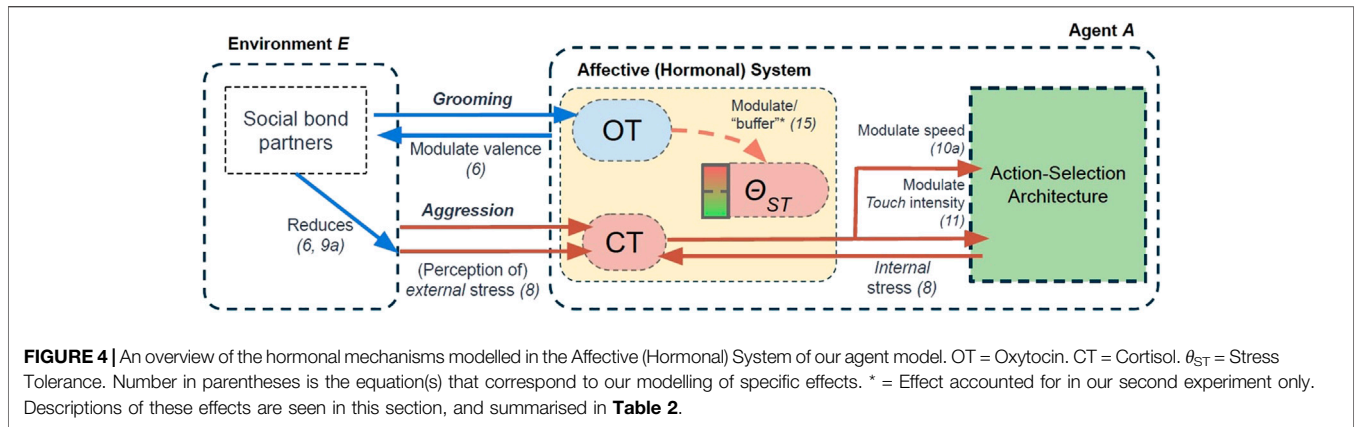 Environment E
Agent A
Affective (Hormonal) System
Social bond
partners
Grooming
Modulate valence
(6)
OT
Modulate/
"buffer"* (15)
Θ_ST
Reduces
(6, 9a)
Aggression
(Perception of)
external stress (8)
CT
Modulate speed
(10a)
Modulate
Touch intensity
(11)
Internal
stress (8)
Action-Selection
Architecture
FIGURE 4 | An overview of the hormonal mechanisms modelled in the Affective (Hormonal) System of our agent model. OT = Oxytocin. CT = Cortisol. θ_ST = Stress
Tolerance. Number in parentheses is the equation(s) that correspond to our modelling of specific effects. * = Effect accounted for in our second experiment only.
Descriptions of these effects are seen in this section, and summarised in Table 2.